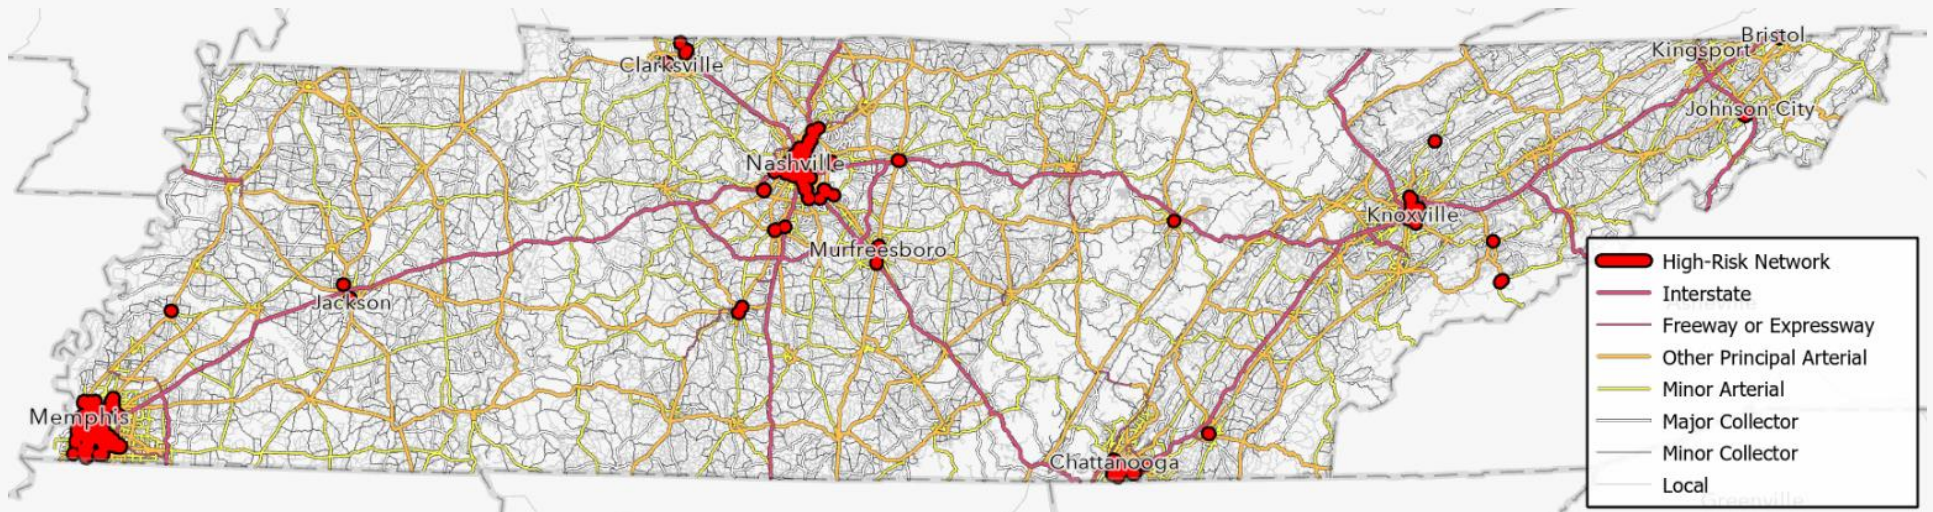 Bristol
Kingsport
Clarksville
Johnson City
Nashville
Knoxville
Murfreesboro
Jackson
Memphis
Chattanooga
High-Risk Network
Interstate
Freeway or Expressway
Other Principal Arterial
Minor Arterial
Major Collector
Minor Collector
Local
Greenville